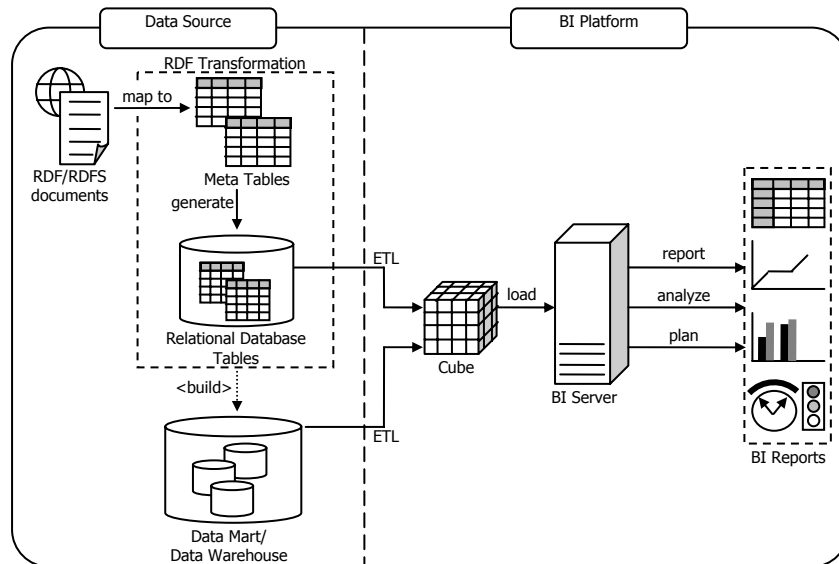 Data Source
BI Platform
RDF Transformation
map to
RDF/RDFS
documents
Meta Tables
generate
ETL
Relational Database
Tables
<build>
ETL
Data Mart/
Data Warehouse
Cube
load
BI Server
report
analyze
plan
BI Reports